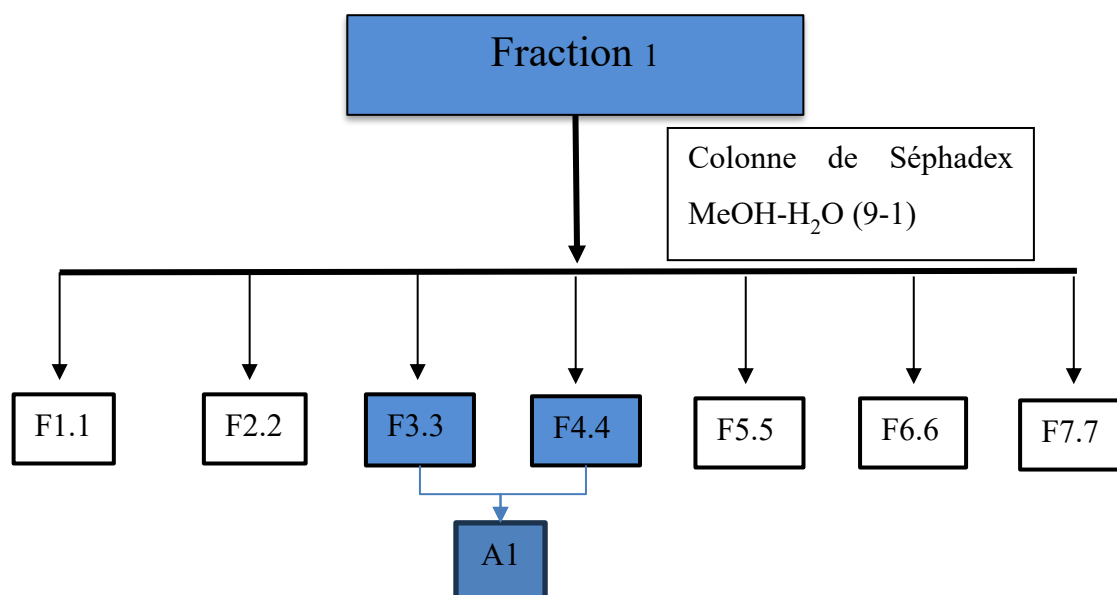 Fraction 1
Colonne de Séphadex
MeOH-H₂O (9-1)
F1.1
F2.2
F3.3
F4.4
F5.5
F6.6
F7.7
A1